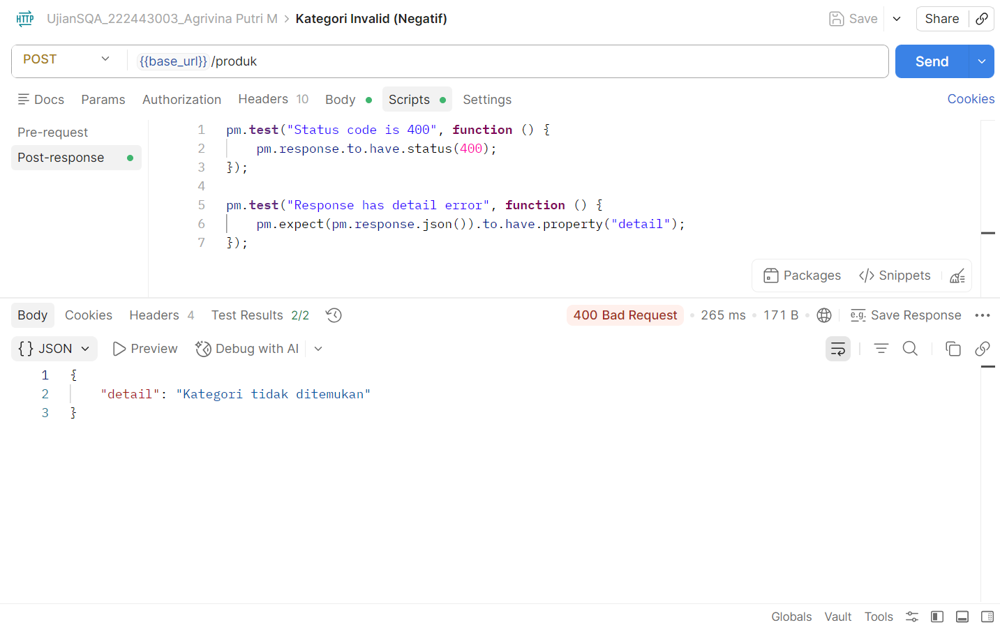 HTTP UjianSQA_222443003_Agrivina Putri M > Kategori Invalid (Negatif) Save Share
POST {{base_url}} /produk Send
Docs Params Authorization Headers 10 Body Scripts Settings Cookies
Pre-request
Post-response
1 pm.test("Status code is 400", function () {
2 pm.response.to.have.status(400);
3 });
4
5 pm.test("Response has detail error", function () {
6 pm.expect(pm.response.json()).to.have.property("detail");
7 });
Packages </> Snippets
Body Cookies Headers 4 Test Results 2/2 400 Bad Request 265 ms 171 B e.g. Save Response
{} JSON Preview Debug with AI
1 {
2 "detail": "Kategori tidak ditemukan"
3 }
Globals Vault Tools